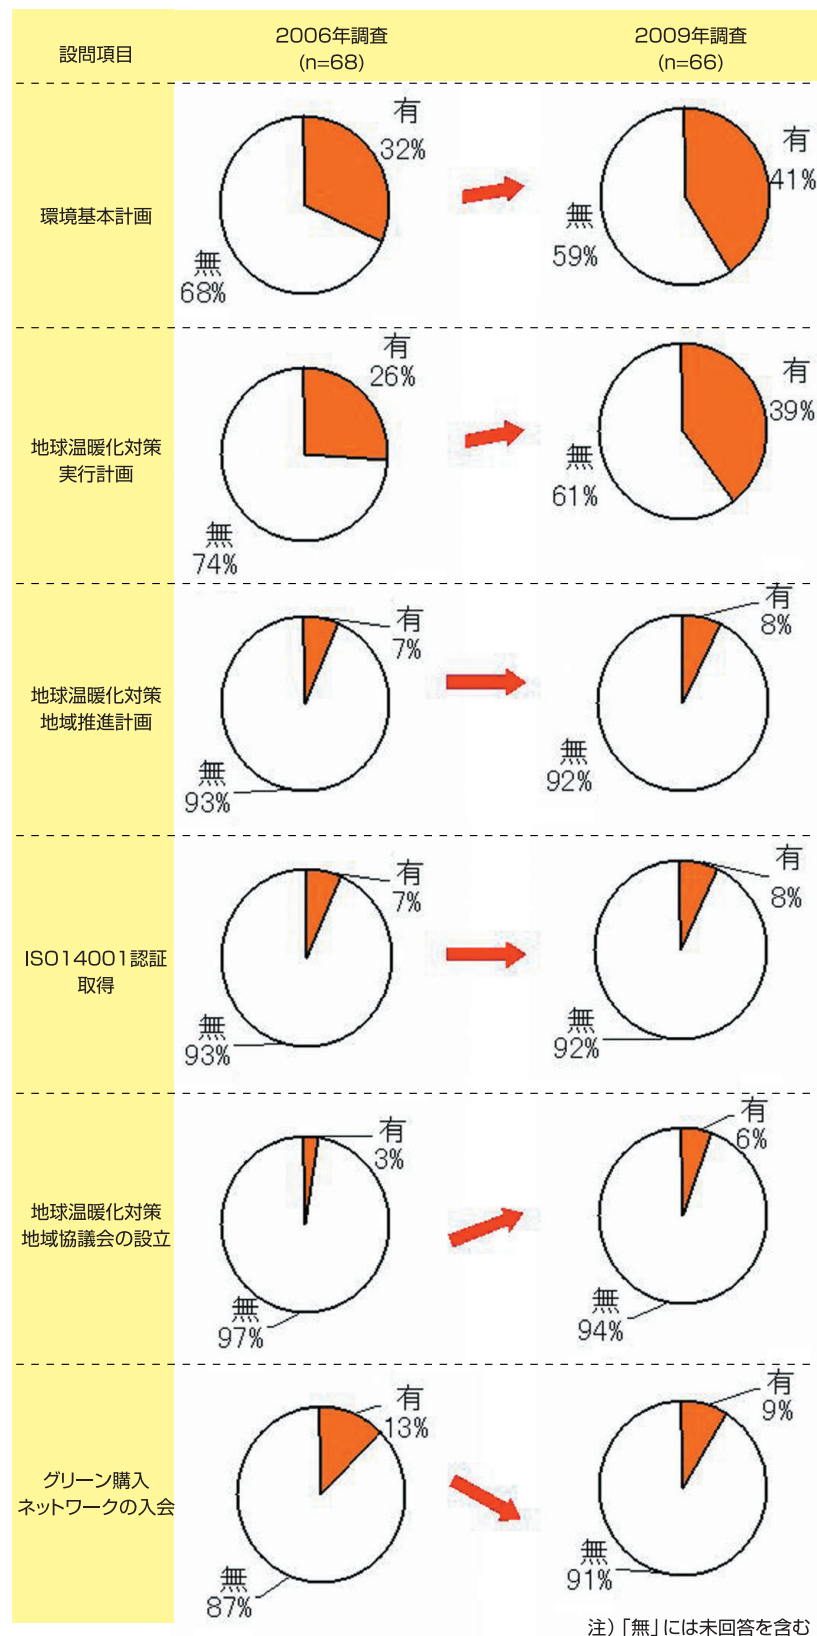 設問項目
2006年調査
(n=68)
2009年調査
(n=66)
環境基本計画
有
32%
無
68%
有
41%
無
59%
地球温暖化対策
実行計画
有
26%
無
74%
有
39%
無
61%
地球温暖化対策
地域推進計画
有
7%
無
93%
有
8%
無
92%
ISO14001認証
取得
有
7%
無
93%
有
8%
無
92%
地球温暖化対策
地域協議会の設立
有
3%
無
97%
有
6%
無
94%
グリーン購入
ネットワークの入会
有
13%
無
87%
有
9%
無
91%
注)「無」には未回答を含む